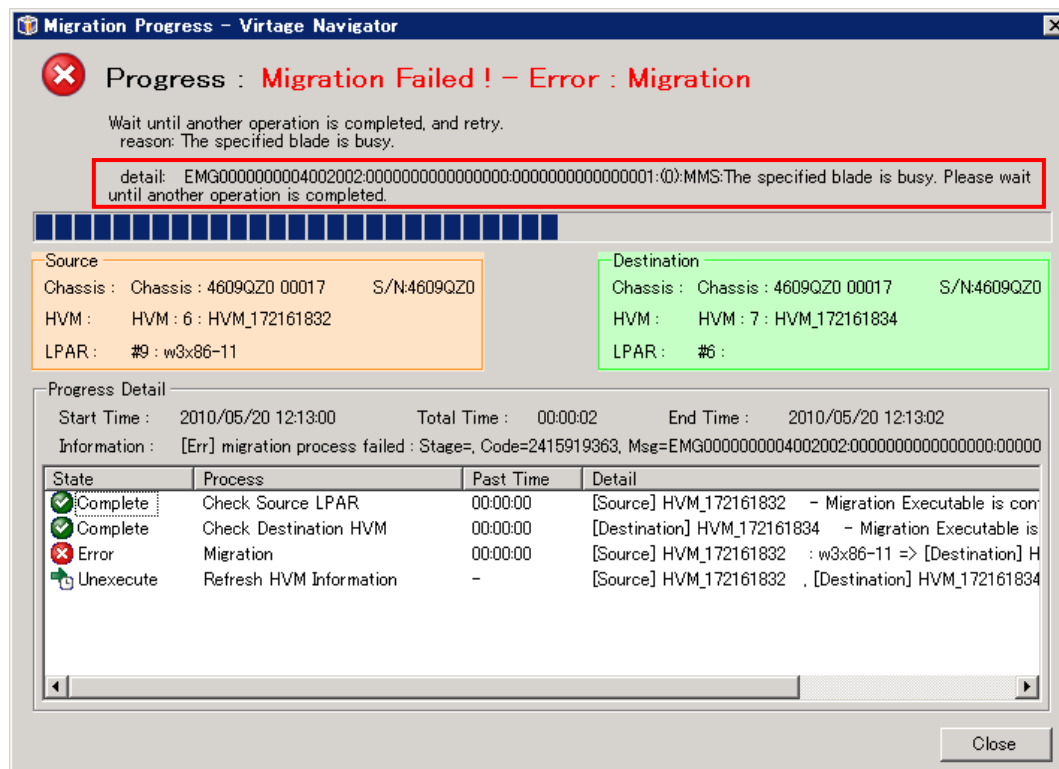 Migration Progress - Virtage Navigator
Progress : Migration Failed ! - Error : Migration
Wait until another operation is completed, and retry.
reason: The specified blade is busy.
detail: EMG0000000004002002:0000000000000000:0000000000000001:(0):MMS:The specified blade is busy. Please wait
until another operation is completed.
Source
Chassis : Chassis : 4609QZ0 00017 S/N:4609QZ0
HVM : HVM : 6 : HVM_172161832
LPAR : #9 : w3x86-11
Destination
Chassis : Chassis : 4609QZ0 00017 S/N:4609QZ0
HVM : HVM : 7 : HVM_172161834
LPAR : #6 :
Progress Detail
Start Time : 2010/05/20 12:13:00 Total Time : 00:00:02 End Time : 2010/05/20 12:13:02
Information : [Err] migration process failed : Stage=, Code=2415919363, Msg=EMG0000000004002002:0000000000000000:00000
State Process Past Time Detail
Complete Check Source LPAR 00:00:00 [Source] HVM_172161832 - Migration Executable is con
Complete Check Destination HVM 00:00:00 [Destination] HVM_172161834 - Migration Executable is
Error Migration 00:00:00 [Source] HVM_172161832 : w3x86-11 => [Destination] H
Unexecute Refresh HVM Information - [Source] HVM_172161832 , [Destination] HVM_172161834
Close